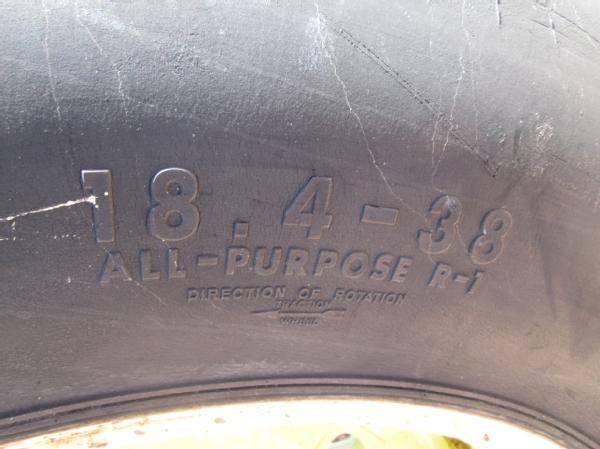 18.4-38
ALL-PURPOSE R-1
DIRECTION OF ROTATION
TRACTION